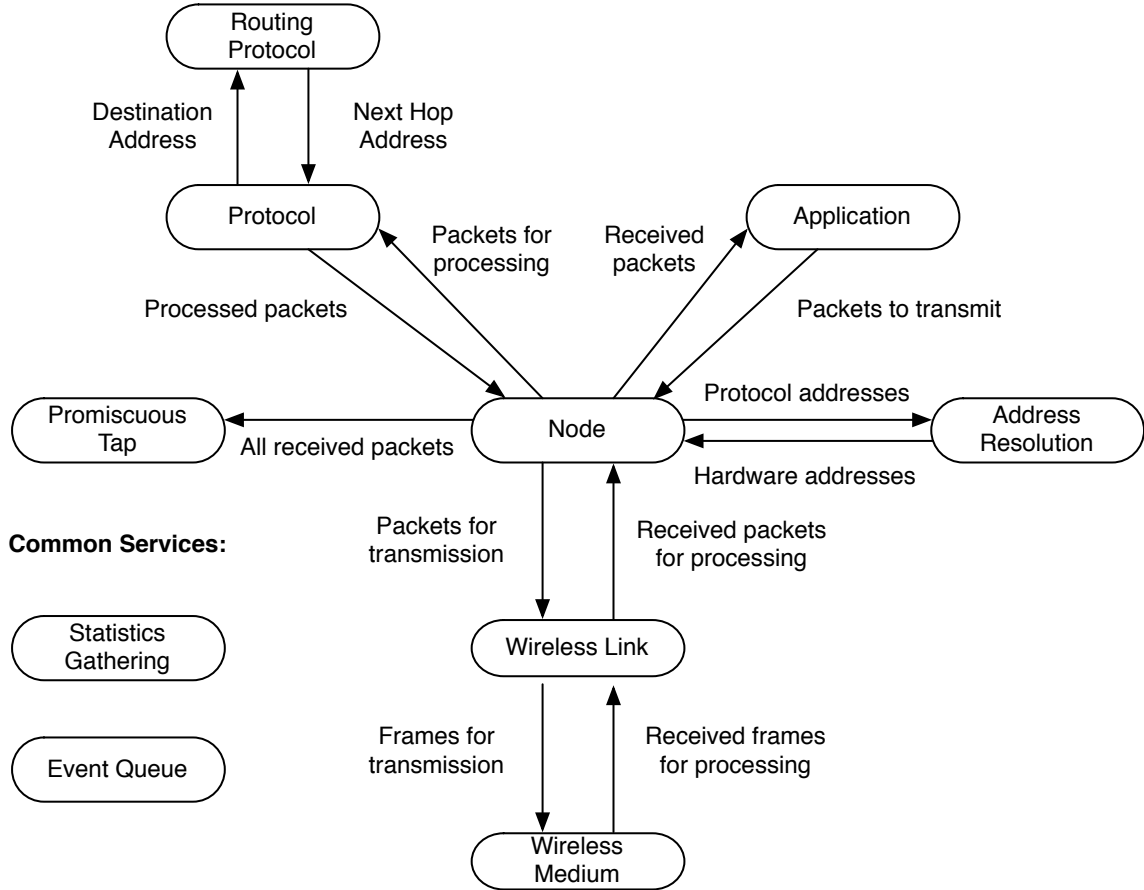 Routing
Protocol
Destination
Address
Next Hop
Address
Protocol
Application
Packets for
processing
Received
packets
Processed packets
Packets to transmit
Promiscuous
Tap
All received packets
Node
Protocol addresses
Hardware addresses
Address
Resolution
Common Services:
Packets for
transmission
Received packets
for processing
Statistics
Gathering
Wireless Link
Event Queue
Frames for
transmission
Received frames
for processing
Wireless
Medium